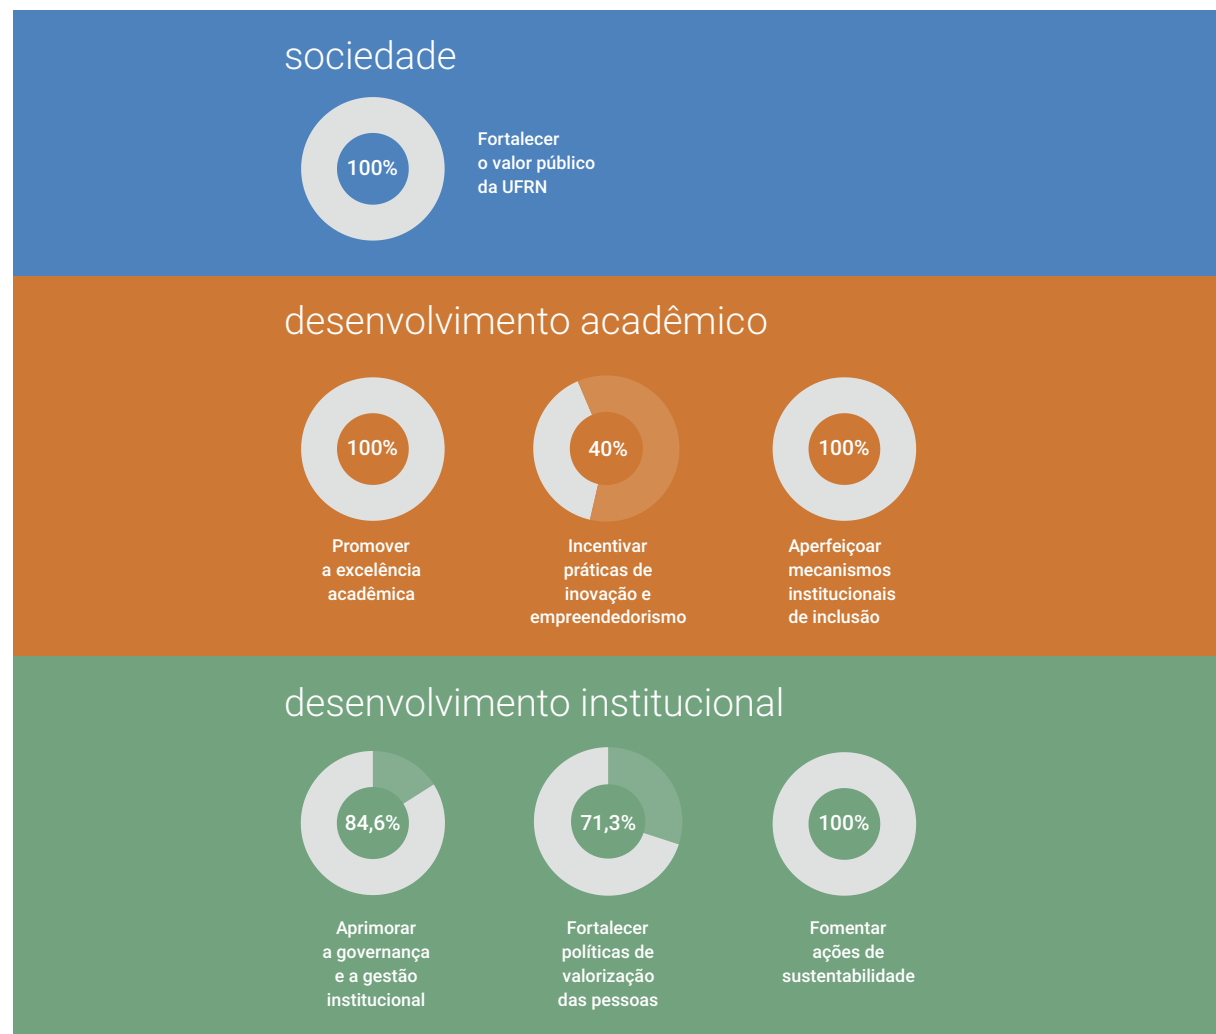 sociedade
100%
Fortalecer
o valor público
da UFRN
desenvolvimento acadêmico
100%
Promover
a excelência
acadêmica
40%
Incentivar
práticas de
inovação e
empreendedorismo
100%
Aperfeiçoar
mecanismos
institucionais
de inclusão
desenvolvimento institucional
84,6%
Aprimorar
a governança
e a gestão
institucional
71,3%
Fortalecer
políticas de
valorização
das pessoas
100%
Fomentar
ações de
sustentabilidade